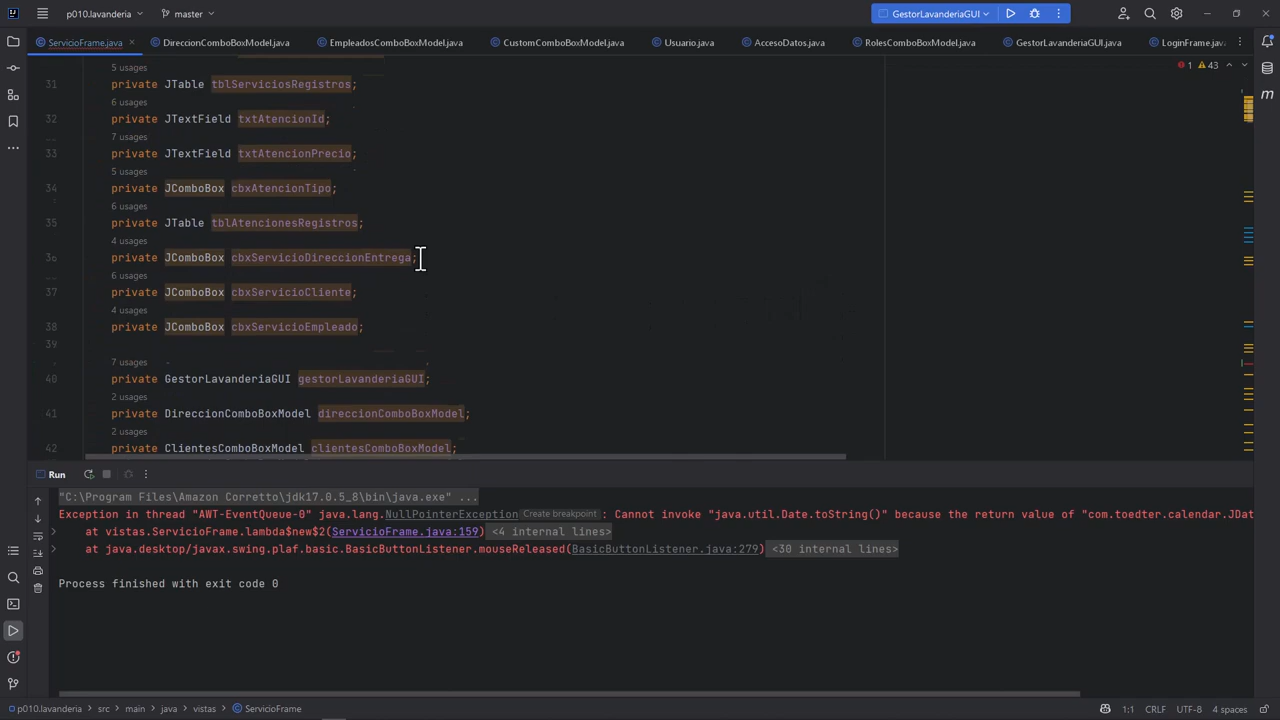 p010.lavanderia master GestorLavanderiaGUI
ServicioFrame.java DireccionComboBoxModel.java EmpleadosComboBoxModel.java CustomComboBoxModel.java Usuario.java AccesoDatos.java RolesComboBoxModel.java GestorLavanderiaGUI.java LoginFrame.java
1 43
5 usages
31 private JTable tblServiciosRegistros;
6 usages
32 private JTextField txtAtencionId;
7 usages
33 private JTextField txtAtencionPrecio;
5 usages
34 private JComboBox cbxAtencionTipo;
6 usages
35 private JTable tblAtencionesRegistros;
4 usages
36 private JComboBox cbxServicioDireccionEntrega;
6 usages
37 private JComboBox cbxServicioCliente;
4 usages
38 private JComboBox cbxServicioEmpleado;
39
7 usages
40 private GestorLavanderiaGUI gestorLavanderiaGUI;
2 usages
41 private DireccionComboBoxModel direccionComboBoxModel;
2 usages
42 private ClientesComboBoxModel clientesComboBoxModel;
Run
"C:\Program Files\Amazon Corretto\jdk17.0.5_8\bin\java.exe" ...
Exception in thread "AWT-EventQueue-0" java.lang.NullPointerException Create breakpoint : Cannot invoke "java.util.Date.toString()" because the return value of "com.toedter.calendar.JDat
at vistas.ServicioFrame.lambda$new$2(ServicioFrame.java:159) <4 internal lines>
at java.desktop/javax.swing.plaf.basic.BasicButtonListener.mouseReleased(BasicButtonListener.java:279) <30 internal lines>
Process finished with exit code 0
p010.lavanderia > src > main > java > vistas > ServicioFrame 1:1 CRLF UTF-8 4 spaces